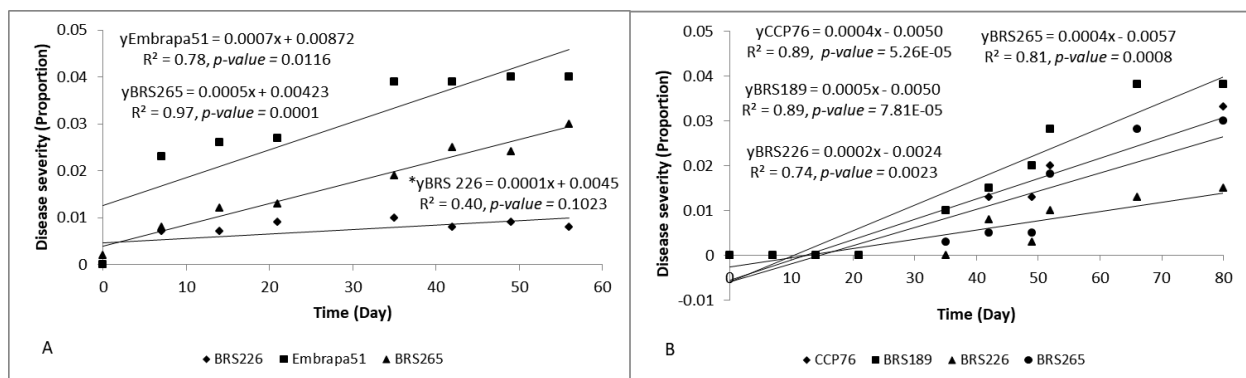 yEmbrapa51 = 0.0007x + 0.00872
R² = 0.78, p-value = 0.0116
yBRS265 = 0.0005x + 0.00423
R² = 0.97, p-value = 0.0001
*yBRS 226 = 0.0001x + 0.0045
R² = 0.40, p-value = 0.1023
Disease severity (Proportion)
0.05
0.04
0.03
0.02
0.01
0
0 10 20 30 40 50 60
Time (Day)
A
BRS226 Embrapa51 BRS265
yCCP76 = 0.0004x - 0.0050
R² = 0.89, p-value = 5.26E-05
yBRS265 = 0.0004x - 0.0057
R² = 0.81, p-value = 0.0008
yBRS189 = 0.0005x - 0.0050
R² = 0.89, p-value = 7.81E-05
yBRS226 = 0.0002x - 0.0024
R² = 0.74, p-value = 0.0023
Disease severity (Proportion)
0.05
0.04
0.03
0.02
0.01
0
-0.01
0 10 20 30 40 50 60 70 80
Time (Day)
B
CCP76 BRS189 BRS226 BRS265